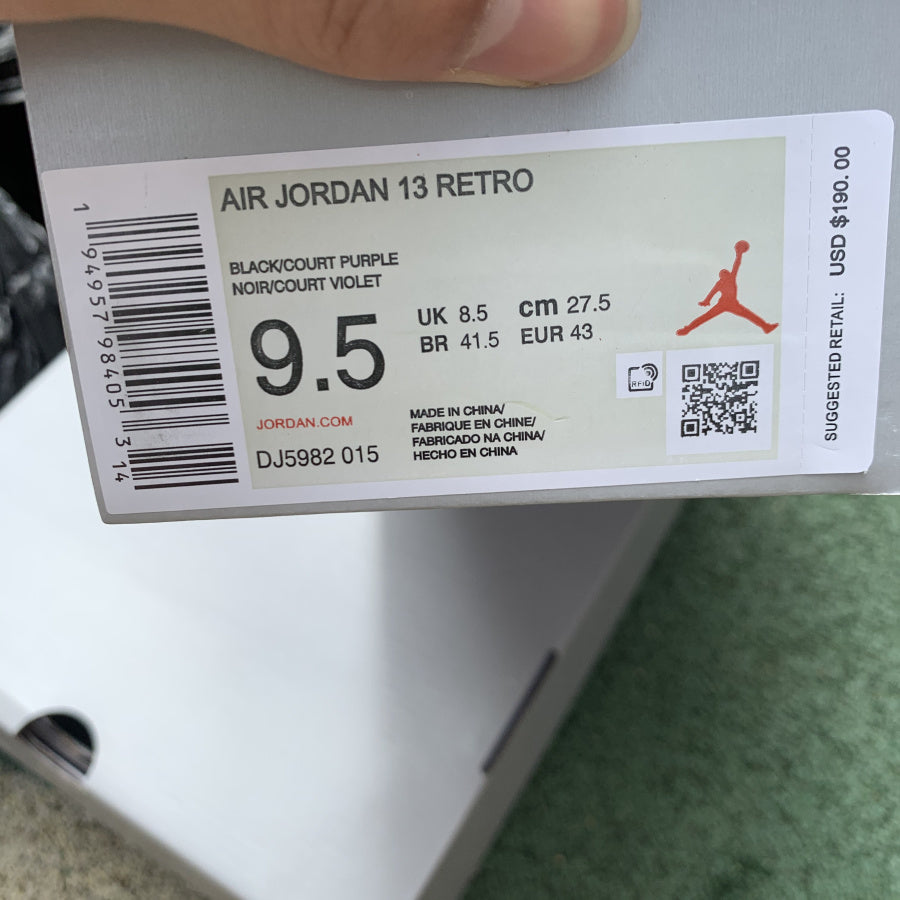 AIR JORDAN 13 RETRO
BLACK/COURT PURPLE
NOIR/COURT VIOLET
9.5
UK 8.5 cm 27.5
BR 41.5 EUR 43
JORDAN.COM
DJ5982 015
MADE IN CHINA/
FABRIQUE EN CHINE/
FABRICADO NA CHINA/
HECHO EN CHINA
RFID
1 94957 98405 3 14
SUGGESTED RETAIL: USD $190.00